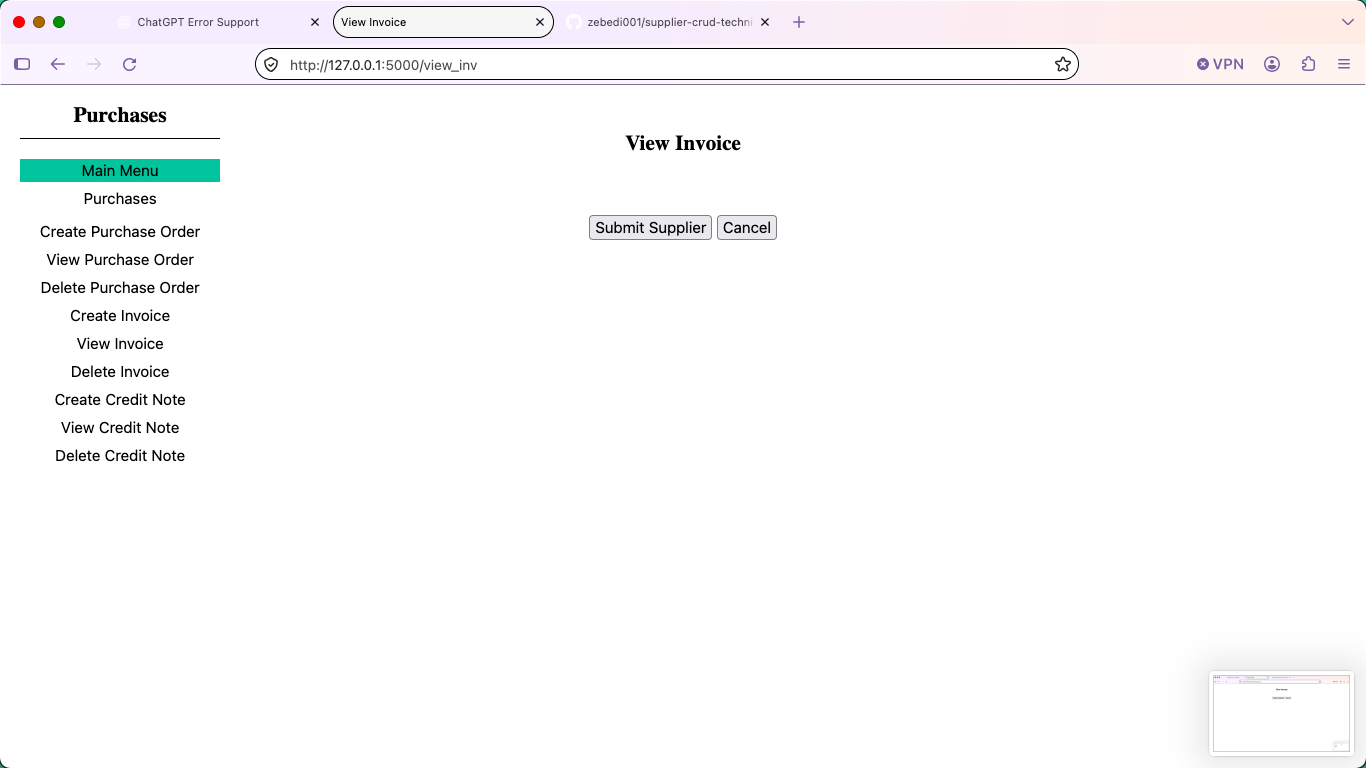 ChatGPT Error Support
View Invoice
zebedi001/supplier-crud-techni
http://127.0.0.1:5000/view_inv
VPN
Purchases
Main Menu
Purchases
Create Purchase Order
View Purchase Order
Delete Purchase Order
Create Invoice
View Invoice
Delete Invoice
Create Credit Note
View Credit Note
Delete Credit Note
View Invoice
Submit Supplier Cancel